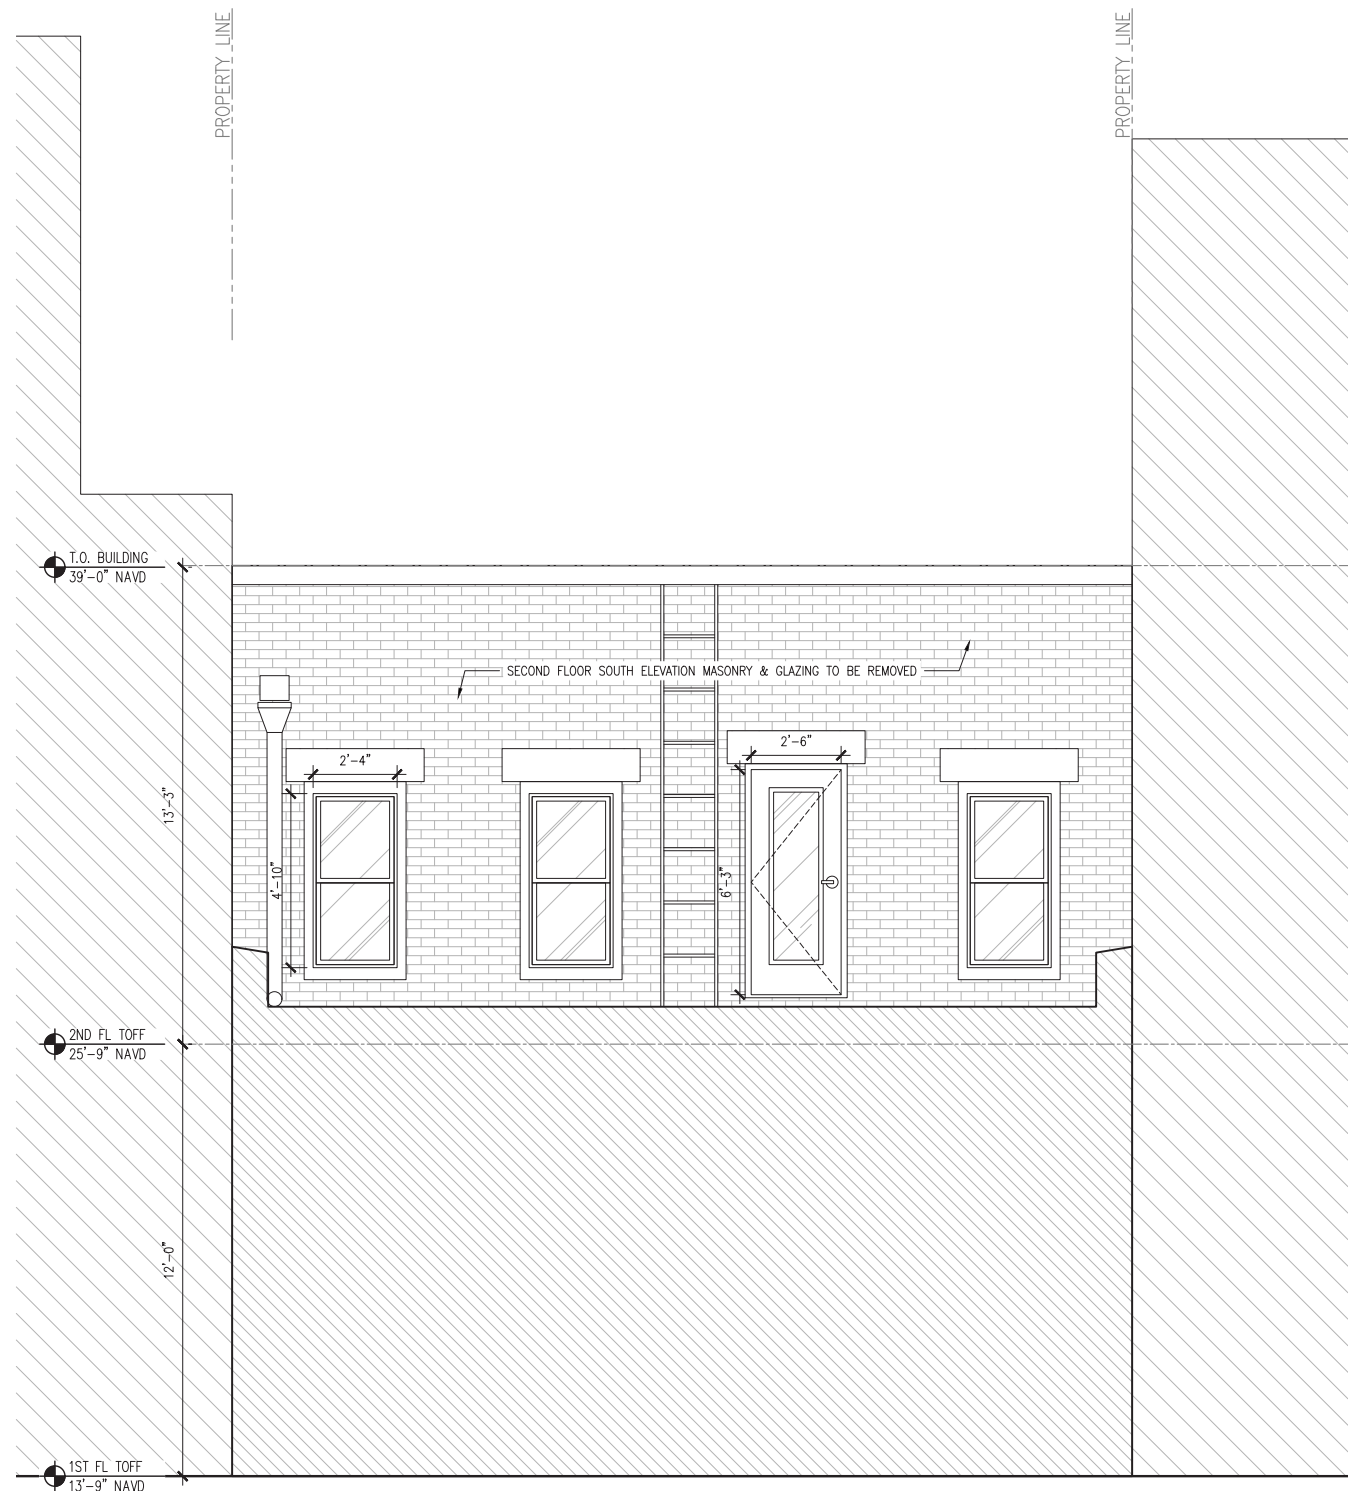 PROPERTY LINE
PROPERTY LINE
T.O. BUILDING
39'-0" NAVD
SECOND FLOOR SOUTH ELEVATION MASONRY & GLAZING TO BE REMOVED
2'-6"
2'-4"
13'-3"
4'-10"
6'-3"
2ND FL TOFF
25'-9" NAVD
12'-0"
1ST FL TOFF
13'-9" NAVD